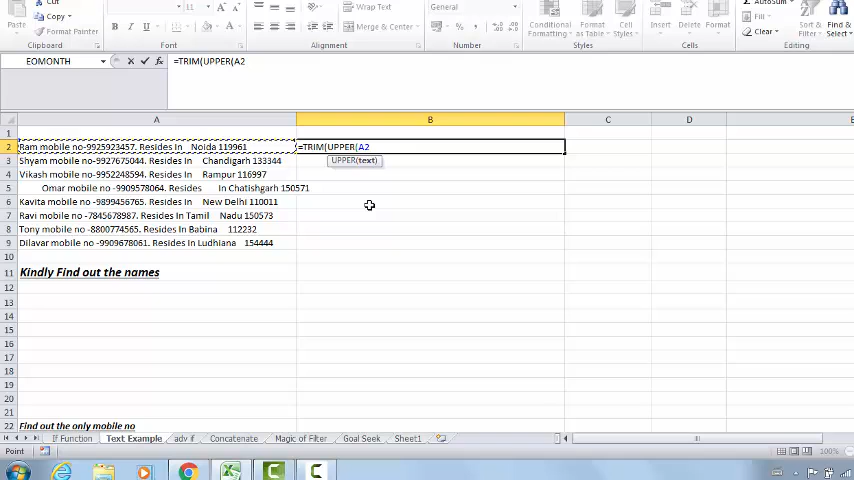 Cut
Copy
Paste
Format Painter
Clipboard
11
B I U
Font
Wrap Text
Merge & Center
Alignment
General
$ % ,
Number
Conditional Formatting
Format as Table
Cell Styles
Styles
Insert
Delete
Format
Cells
AutoSum
Fill
Clear
Sort & Filter
Find & Select
Editing
EOMONTH
fx
=TRIM(UPPER(A2
A B C D E
1
2 Ram mobile no-9925923457. Resides In Noida 119961 =TRIM(UPPER(A2
UPPER(text)
3 Shyam mobile no-9927675044. Resides In Chandigarh 133344
4 Vikash mobile no-9952248594. Resides In Rampur 116997
5 Omar mobile no -9909578064. Resides In Chatishgarh 150571
6 Kavita mobile no -9899456765. Resides In New Delhi 110011
7 Ravi mobile no -7845678987. Resides In Tamil Nadu 150573
8 Tony mobile no -8800774565. Resides In Babina 112232
9 Dilavar mobile no -9909678061. Resides In Ludhiana 154444
10
11 Kindly Find out the names
12
13
14
15
16
17
18
19
20
21
22 Find out the only mobile no
If Function Text Example adv if Concatenate Magic of Filter Goal Seek Sheet1
Point
100%